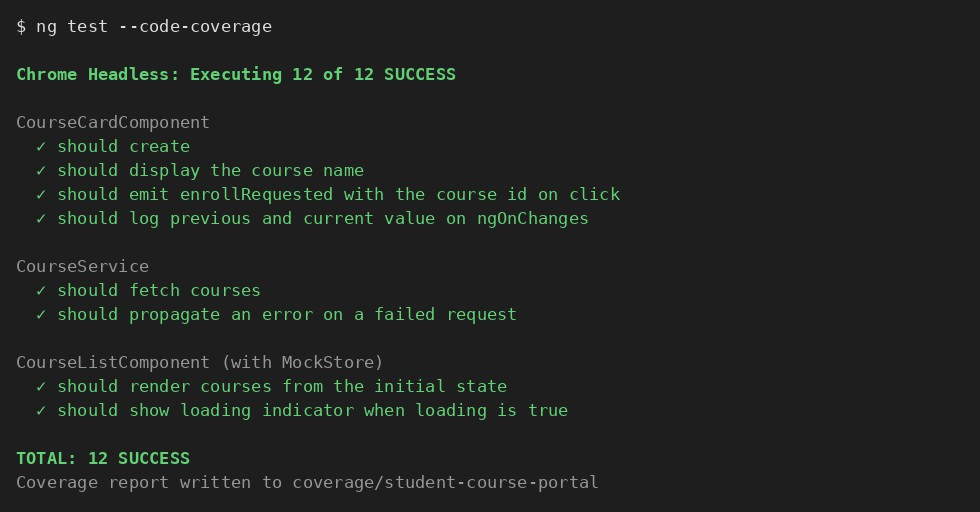 $ ng test --code-coverage
Chrome Headless: Executing 12 of 12 SUCCESS
CourseCardComponent
✓ should create
✓ should display the course name
✓ should emit enrollRequested with the course id on click
✓ should log previous and current value on ngOnChanges
CourseService
✓ should fetch courses
✓ should propagate an error on a failed request
CourseListComponent (with MockStore)
✓ should render courses from the initial state
✓ should show loading indicator when loading is true
TOTAL: 12 SUCCESS
Coverage report written to coverage/student-course-portal